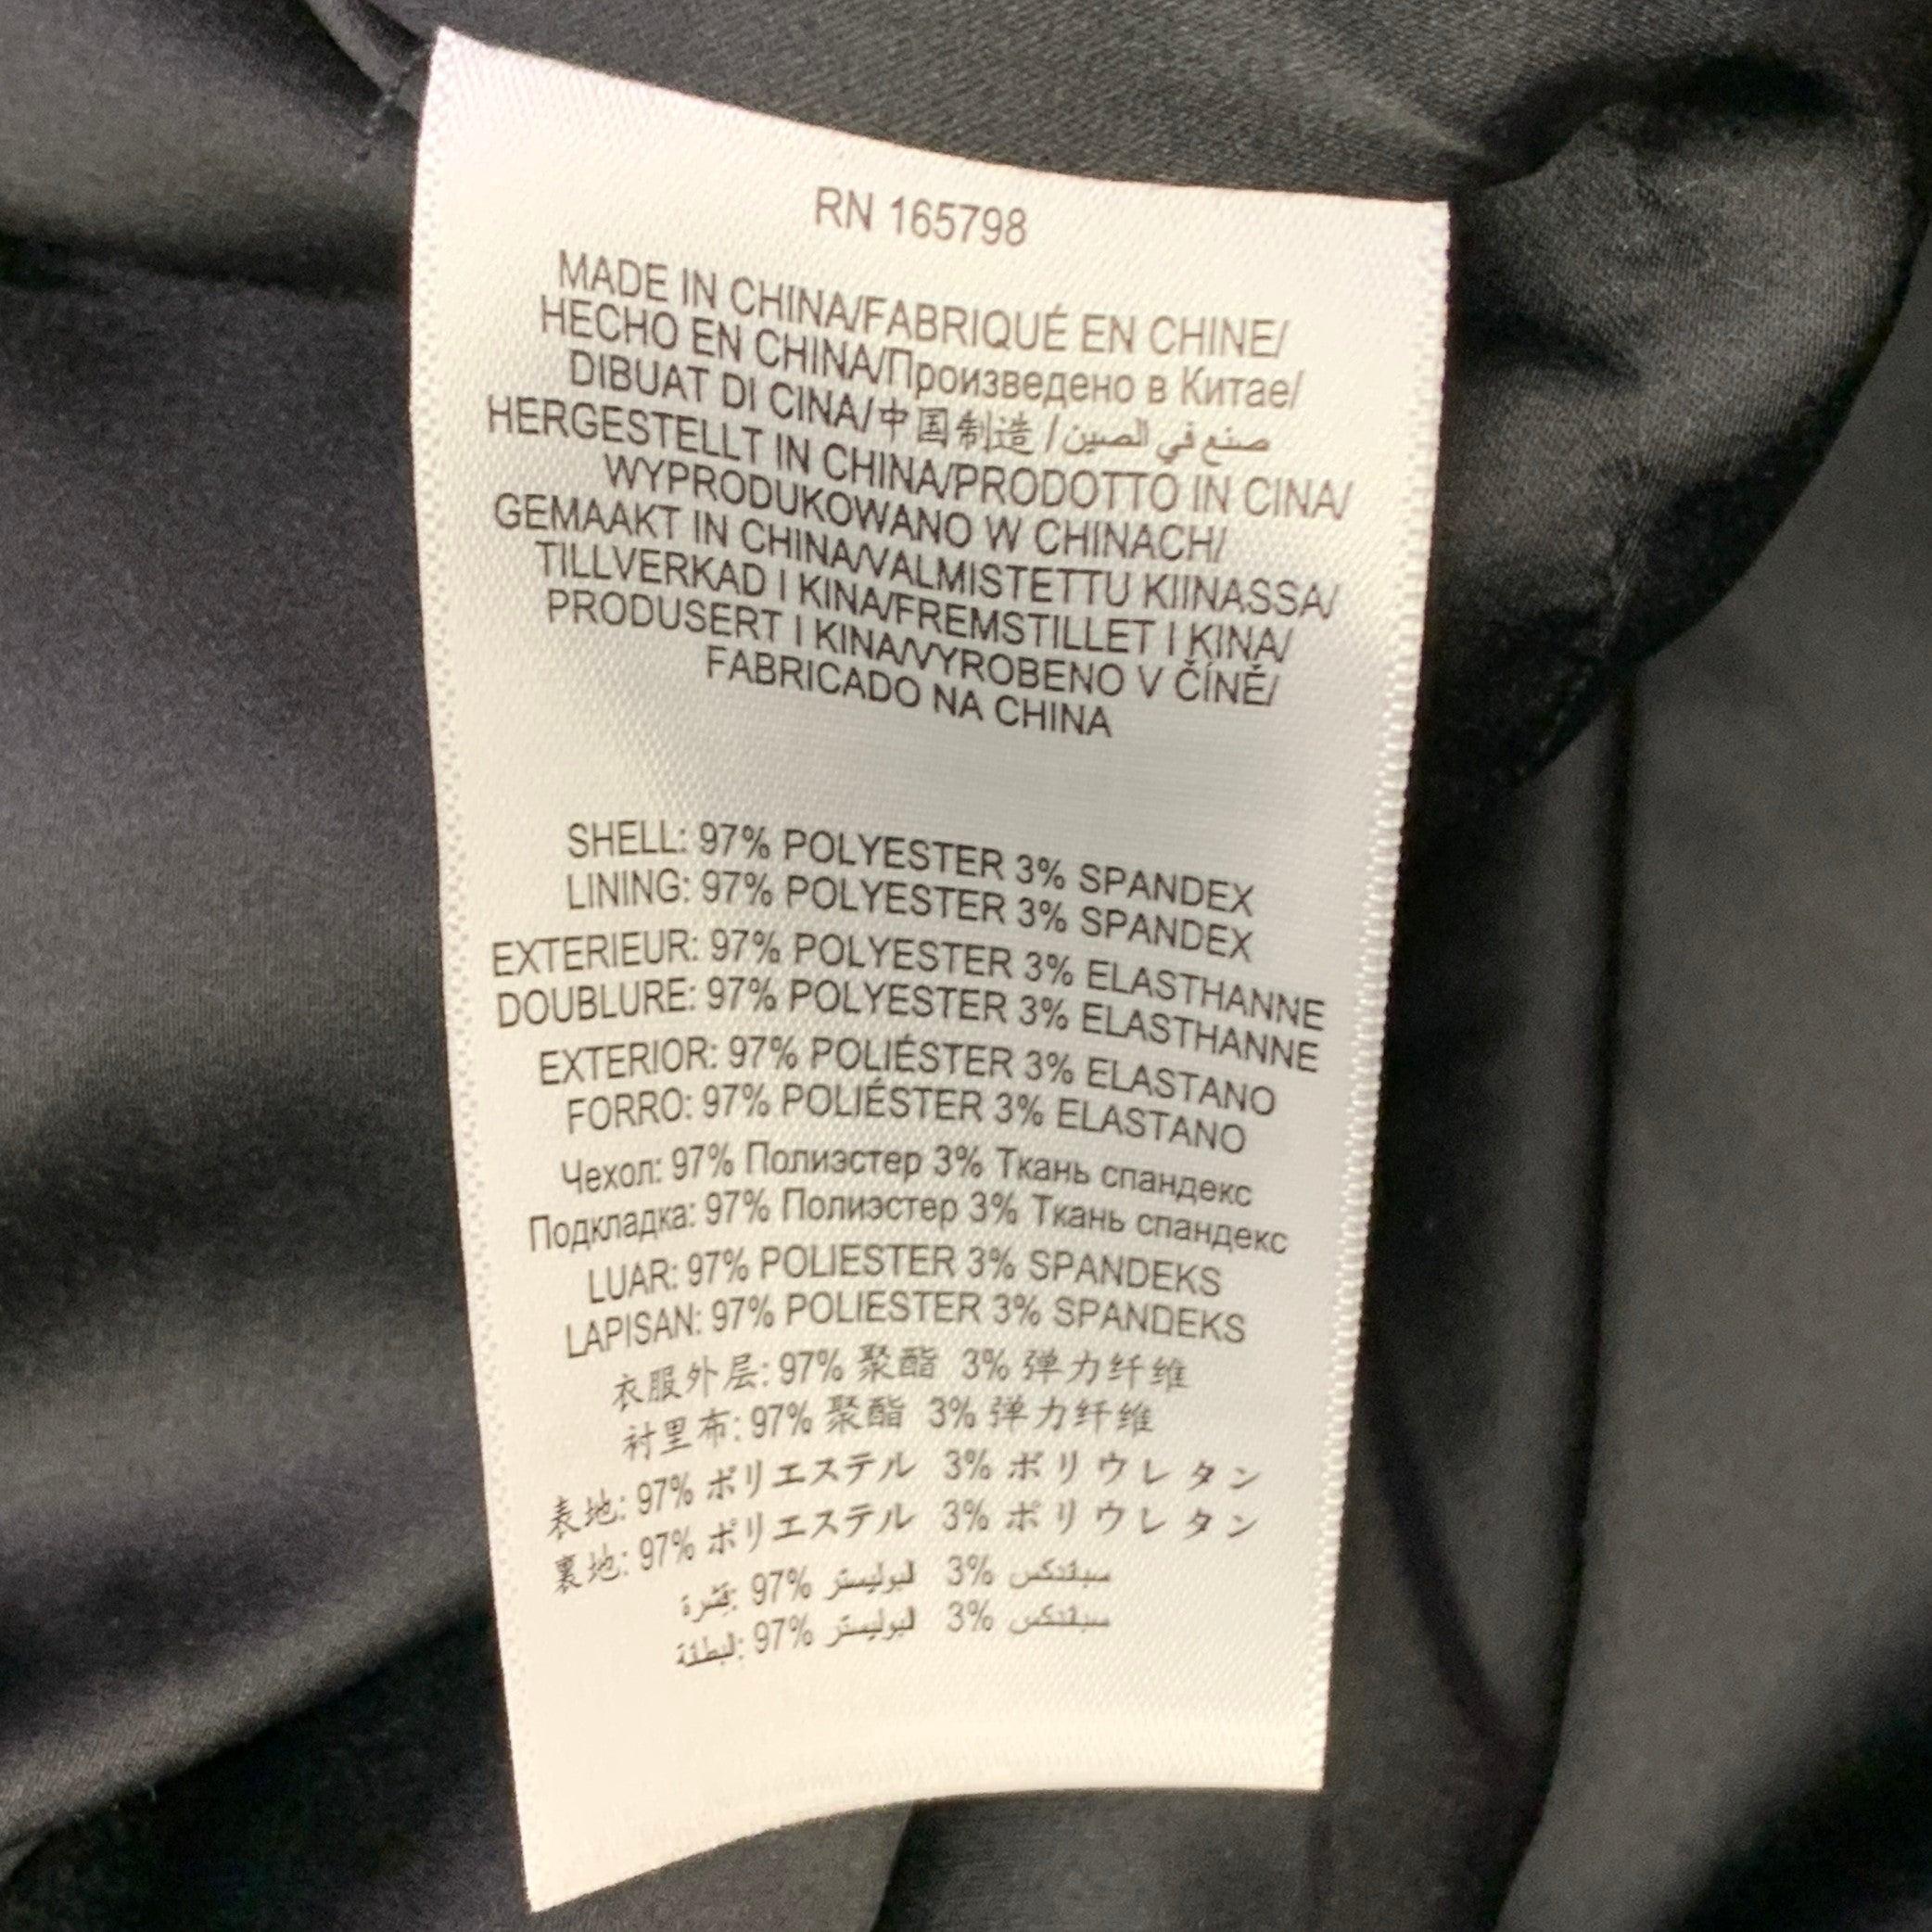 RN 165798
MADE IN CHINA/FABRIQUÉ EN CHINE/
HECHO EN CHINA/Произведено в Китае/
DIBUAT DI CINA/中国制造/صنع في الصين
HERGESTELLT IN CHINA/PRODOTTO IN CINA/
WYPRODUKOWANO W CHINACH/
GEMAAKT IN CHINA/VALMISTETTU KIINASSA/
TILLVERKAD I KINA/FREMSTILLET I KINA/
PRODUSERT I KINA/VYROBENO V ČÍNĚ/
FABRICADO NA CHINA
SHELL: 97% POLYESTER 3% SPANDEX
LINING: 97% POLYESTER 3% SPANDEX
EXTERIEUR: 97% POLYESTER 3% ELASTHANNE
DOUBLURE: 97% POLYESTER 3% ELASTHANNE
EXTERIOR: 97% POLIÉSTER 3% ELASTANO
FORRO: 97% POLIÉSTER 3% ELASTANO
Чехол: 97% Полиэстер 3% Ткань спандекс
Подкладка: 97% Полиэстер 3% Ткань спандекс
LUAR: 97% POLIESTER 3% SPANDEKS
LAPISAN: 97% POLIESTER 3% SPANDEKS
衣服外层: 97% 聚酯 3% 弹力纤维
衬里布: 97% 聚酯 3% 弹力纤维
表地: 97% ポリエステル 3% ポリウレタン
裏地: 97% ポリエステル 3% ポリウレタン
قشرة: 97% البوليستر 3% سباندكس
البطانة: 97% البوليستر 3% سباندكس